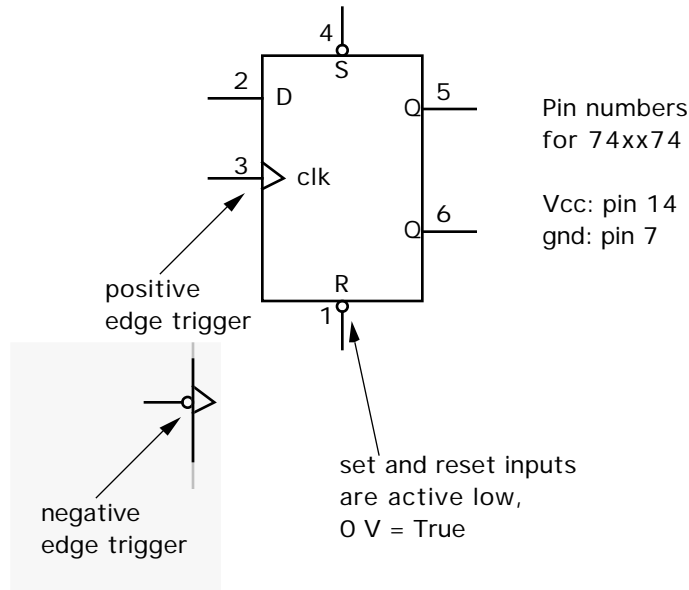 4
S
2
D
Q
5
Pin numbers
for 74xx74
3
clk
Vcc: pin 14
gnd: pin 7
Q
6
R
1
positive
edge trigger
set and reset inputs
are active low,
0 V = True
negative
edge trigger